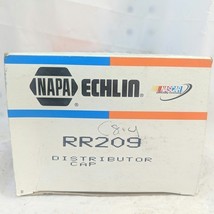 NAPA ECHLIN. NASCAR
RR209
DISTRIBUTOR
CAP